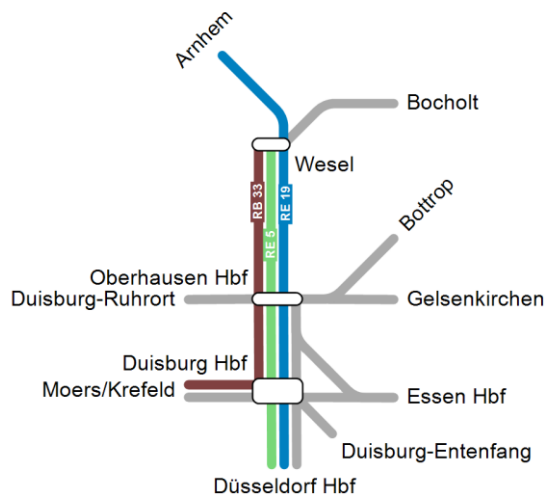 Arnhem
Bocholt
Wesel
RB 33
RE 5
RE 19
Bottrop
Oberhausen Hbf
Duisburg-Ruhrort
Gelsenkirchen
Duisburg Hbf
Moers/Krefeld
Essen Hbf
Duisburg-Entenfang
Düsseldorf Hbf